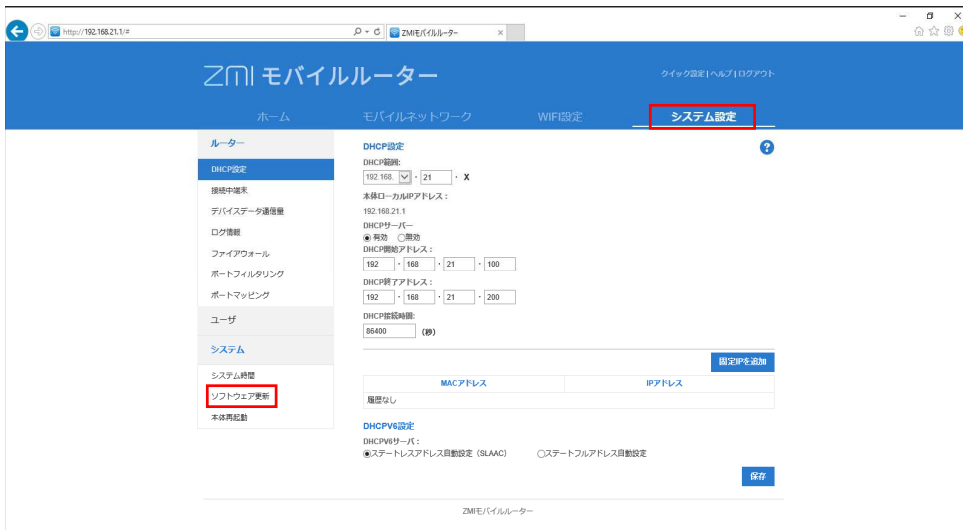 http://192.168.21.1/#
ZMIモバイルルーター
ZMI モバイルルーター
クイック設定 | ヘルプ | ログアウト
ホーム
モバイルネットワーク
WIFI設定
システム設定
ルーター
DHCP設定
接続中端末
デバイスデータ通信量
ログ情報
ファイアウォール
ポートフィルタリング
ポートマッピング
ユーザ
システム
システム時間
ソフトウェア更新
本体再起動
DHCP設定
DHCP範囲:
192.168. · 21 · X
本体ローカルIPアドレス：
192.168.21.1
DHCPサーバー
有効 無効
DHCP開始アドレス：
192 · 168 · 21 · 100
DHCP終了アドレス：
192 · 168 · 21 · 200
DHCP接続時間:
86400 (秒)
固定IPを追加
MACアドレス IPアドレス
履歴なし
DHCPV6設定
DHCPV6サーバ：
ステートレスアドレス自動設定（SLAAC） ステートフルアドレス自動設定
保存
ZMIモバイルルーター